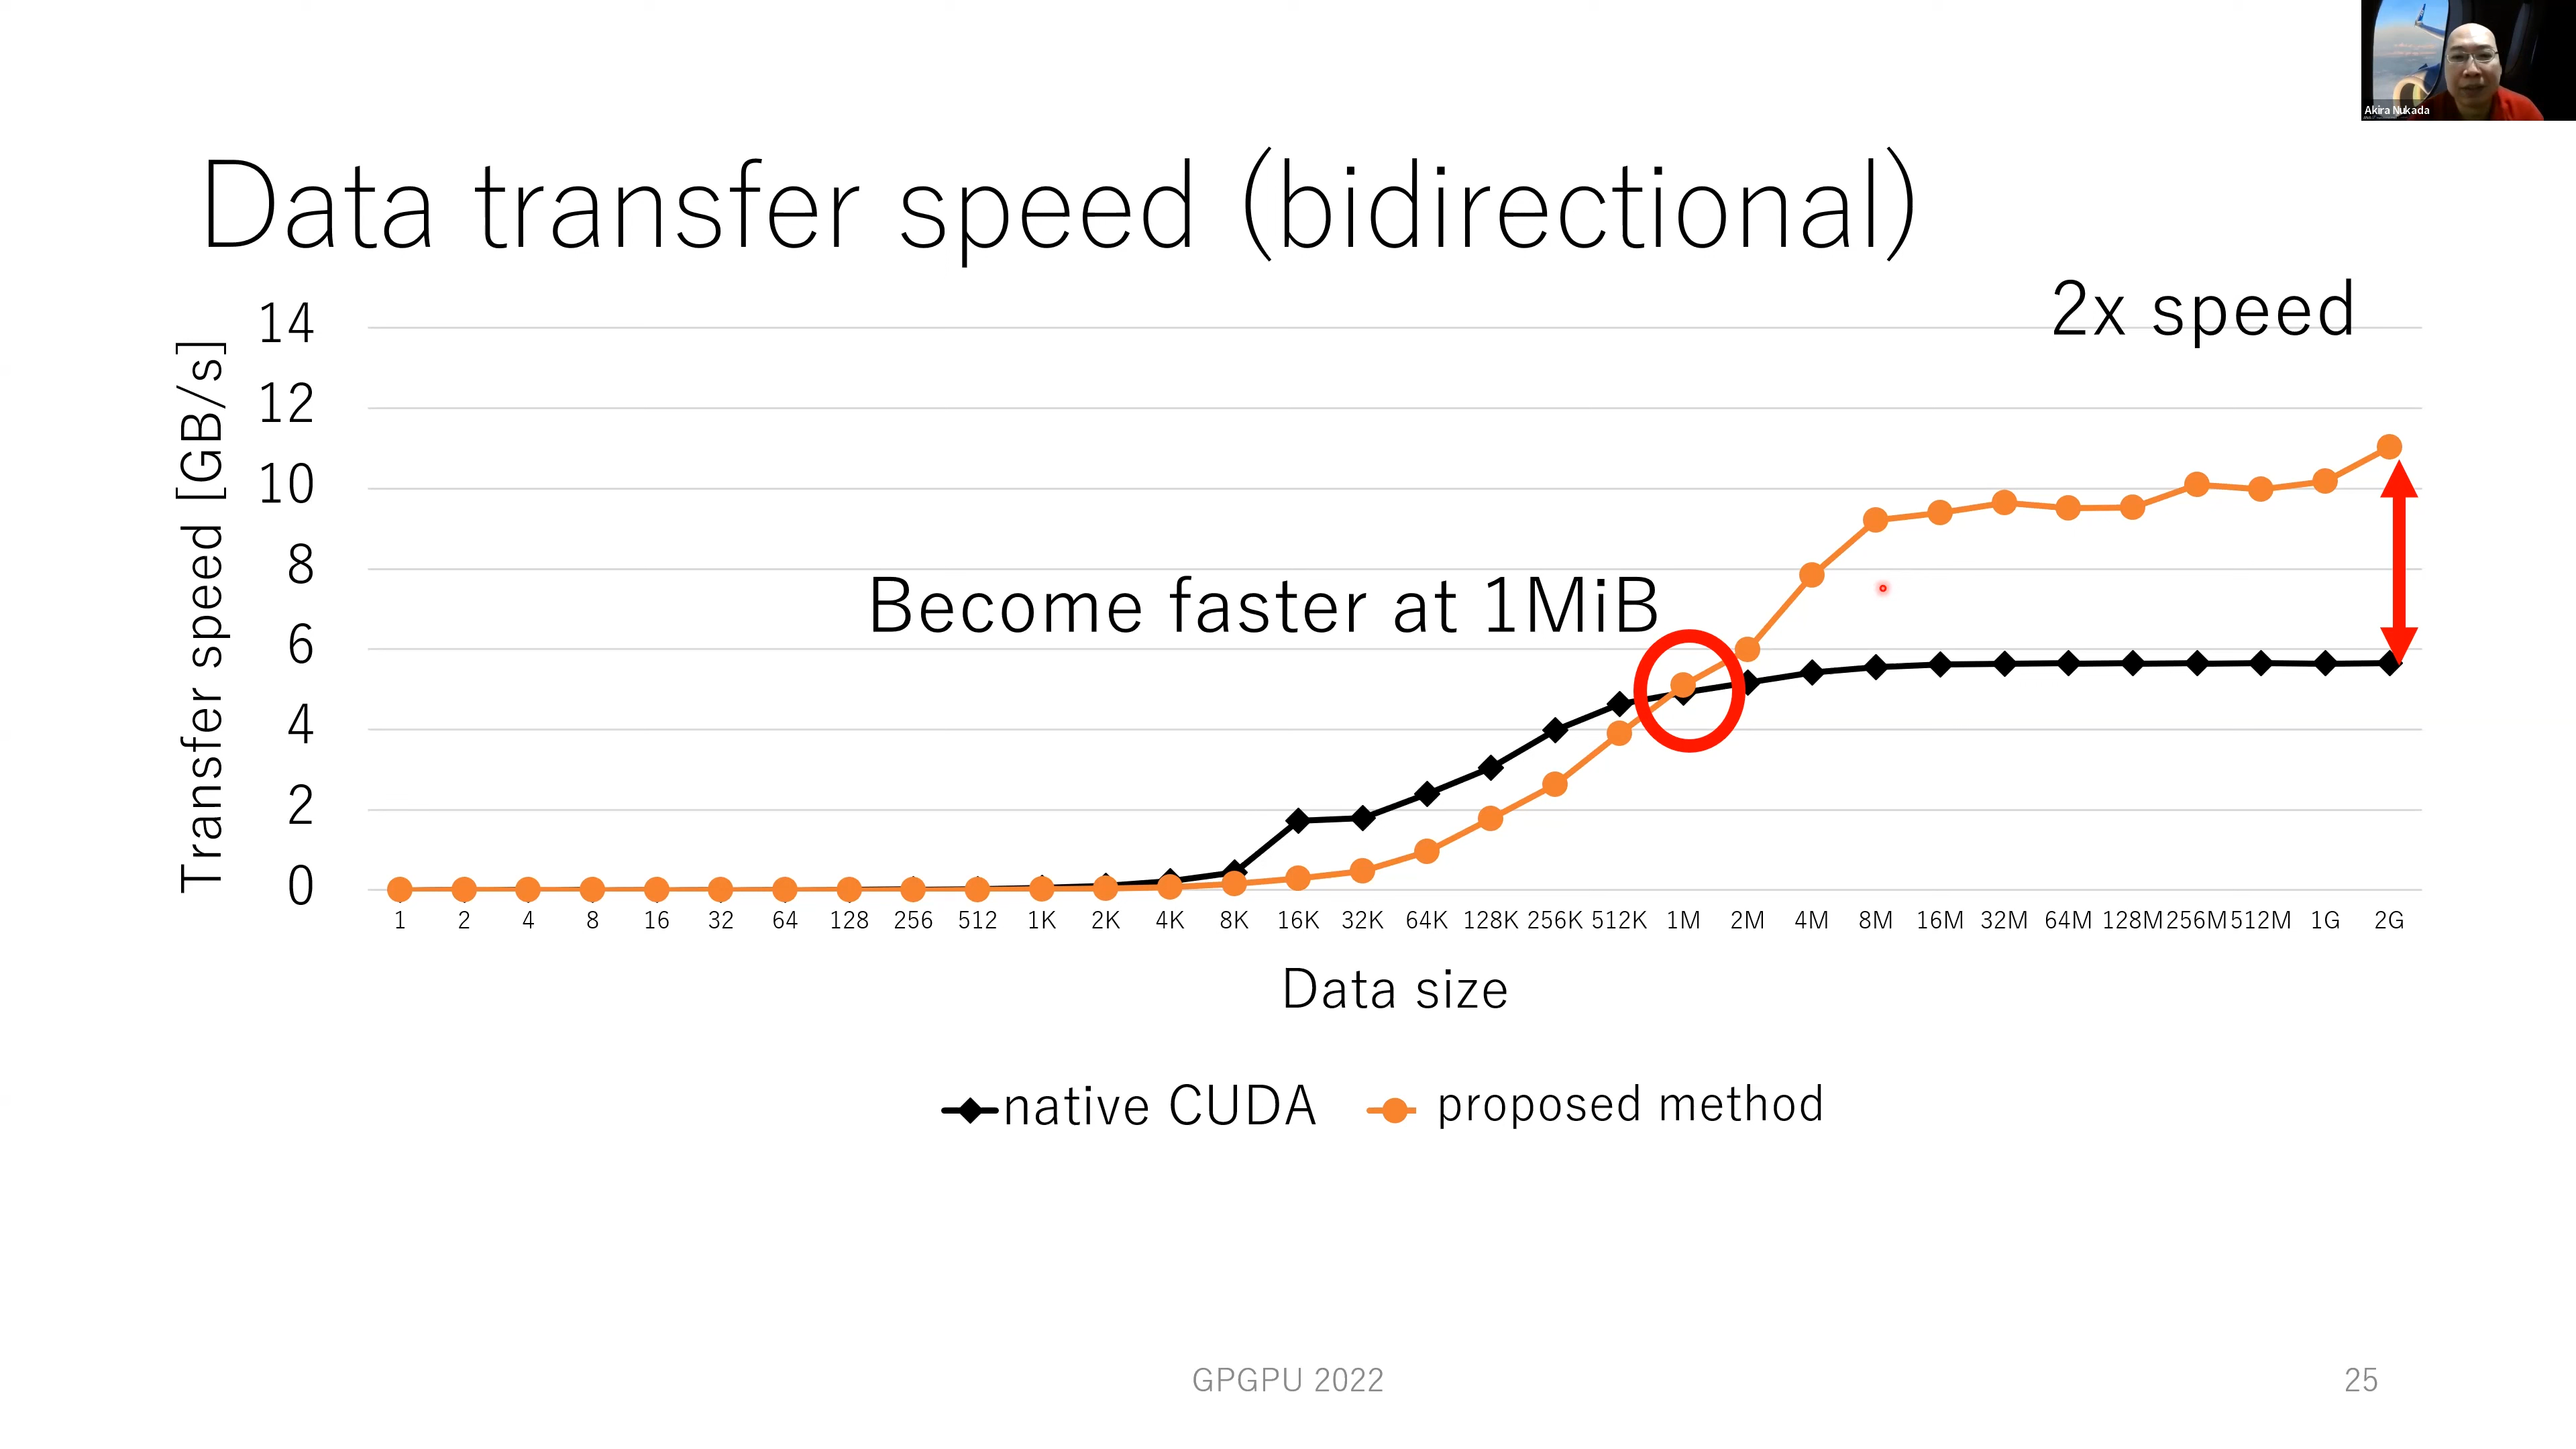 Akira Nukada
Data transfer speed (bidirectional)
2x speed
Transfer speed [GB/s]
14
12
10
8
6
4
2
0
Become faster at 1MiB
1 2 4 8 16 32 64 128 256 512 1K 2K 4K 8K 16K 32K 64K 128K 256K 512K 1M 2M 4M 8M 16M 32M 64M 128M 256M 512M 1G 2G
Data size
native CUDA proposed method
GPGPU 2022
25